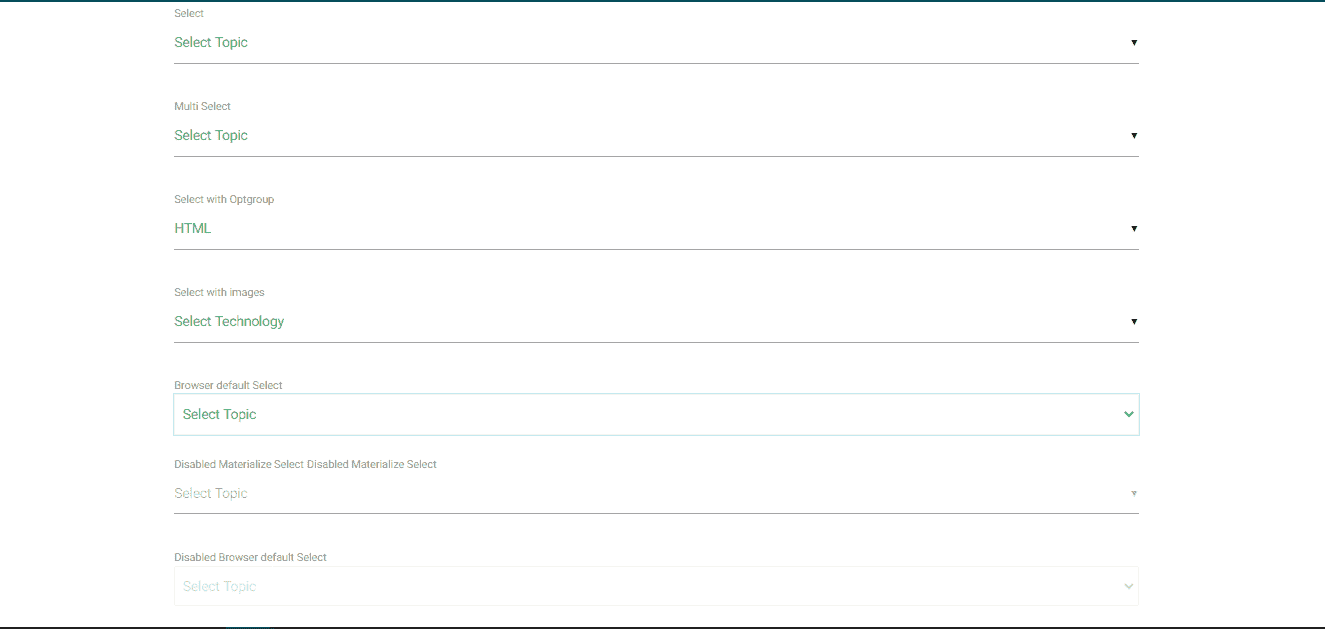 Select
Select Topic
Multi Select
Select Topic
Select with Optgroup
HTML
Select with images
Select Technology
Browser default Select
Select Topic
Disabled Materialize Select Disabled Materialize Select
Select Topic
Disabled Browser default Select
Select Topic